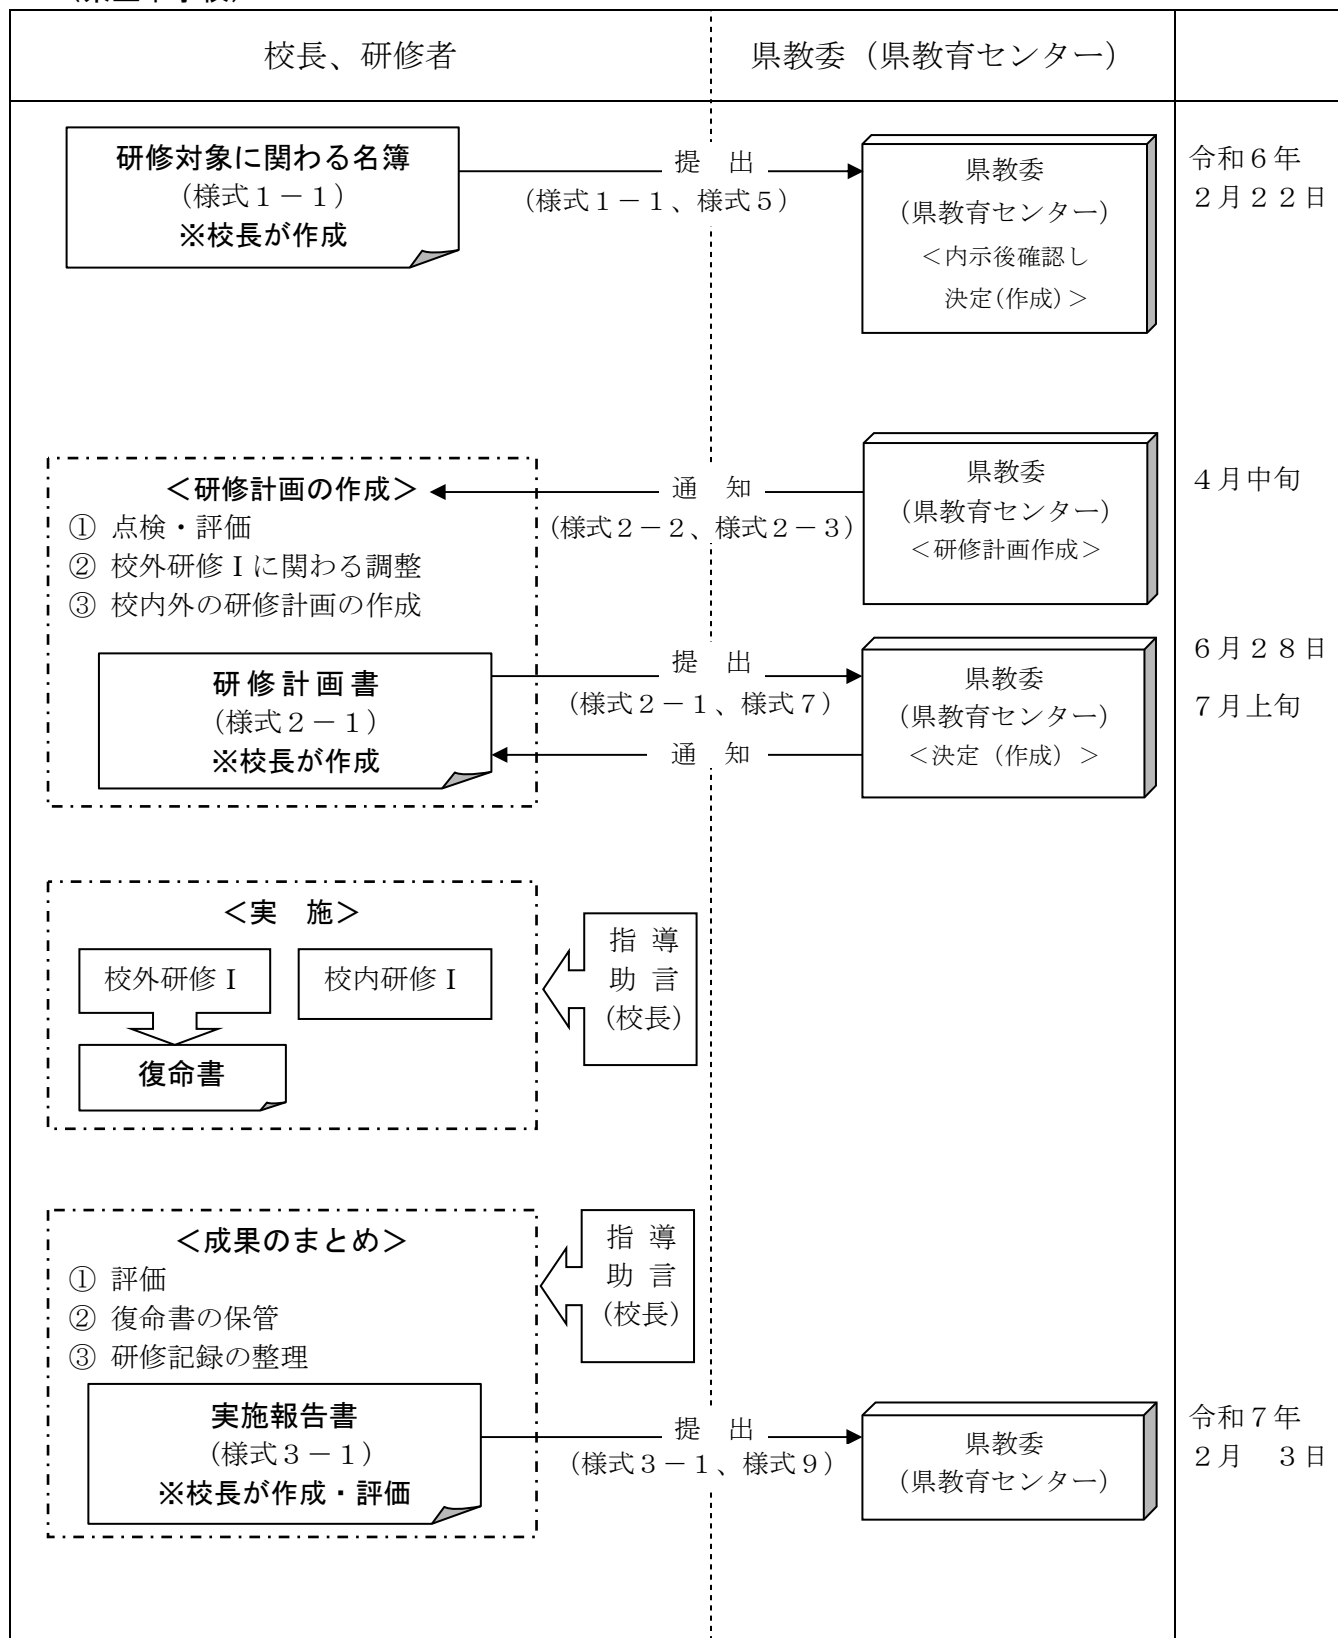 校長、研修者
県教委（県教育センター）
研修対象に関わる名簿
（様式１－１）
※校長が作成
提　出
（様式１－１、様式５）
県教委
（県教育センター）
＜内示後確認し
決定（作成）＞
令和６年
２月２２日
＜研修計画の作成＞
① 点検・評価
② 校外研修Ⅰに関わる調整
③ 校内外の研修計画の作成
通　知
（様式２－２、様式２－３）
県教委
（県教育センター）
＜研修計画作成＞
４月中旬
研修計画書
（様式２－１）
※校長が作成
提　出
（様式２－１、様式７）
通　知
県教委
（県教育センター）
＜決定（作成）＞
６月２８日
７月上旬
＜実　施＞
校外研修Ⅰ
校内研修Ⅰ
復命書
指　導
助　言
（校長）
＜成果のまとめ＞
① 評価
② 復命書の保管
③ 研修記録の整理
指　導
助　言
（校長）
実施報告書
（様式３－１）
※校長が作成・評価
提　出
（様式３－１、様式９）
県教委
（県教育センター）
令和７年
２月　３日